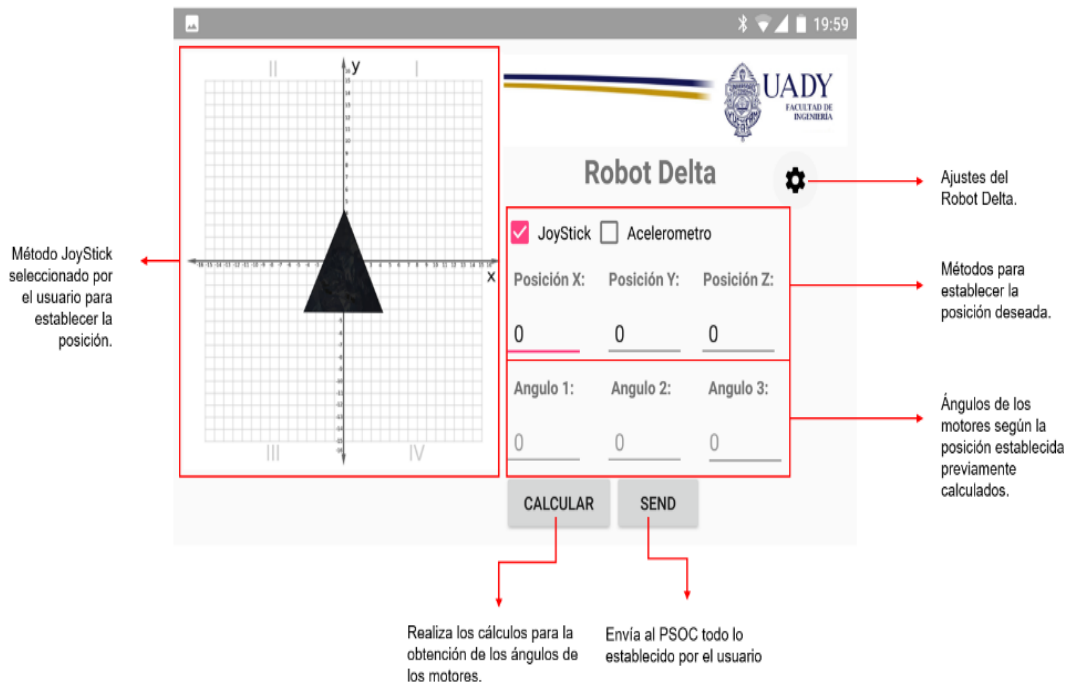 19:59
II
I
y
x
III
IV
UADY
FACULTAD DE
INGENIERÍA
Robot Delta
JoyStick
Acelerometro
Posición X:
Posición Y:
Posición Z:
0
0
0
Angulo 1:
Angulo 2:
Angulo 3:
0
0
0
CALCULAR
SEND
Método JoyStick
seleccionado por
el usuario para
establecer la
posición.
Ajustes del
Robot Delta.
Métodos para
establecer la
posición deseada.
Ángulos de los
motores según la
posición establecida
previamente
calculados.
Realiza los cálculos para la
obtención de los ángulos de
los motores.
Envía al PSOC todo lo
establecido por el usuario